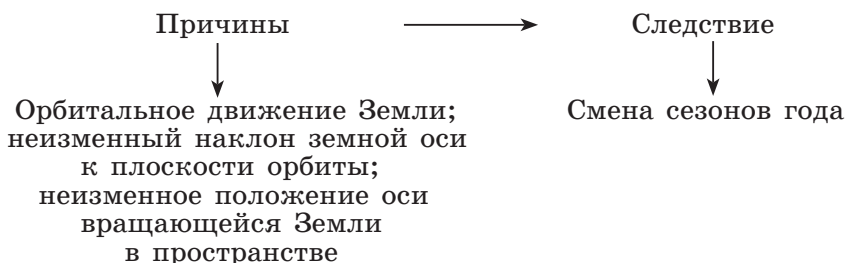 Причины
Следствие
Орбитальное движение Земли;
неизменный наклон земной оси
к плоскости орбиты;
неизменное положение оси
вращающейся Земли
в пространстве
Смена сезонов года